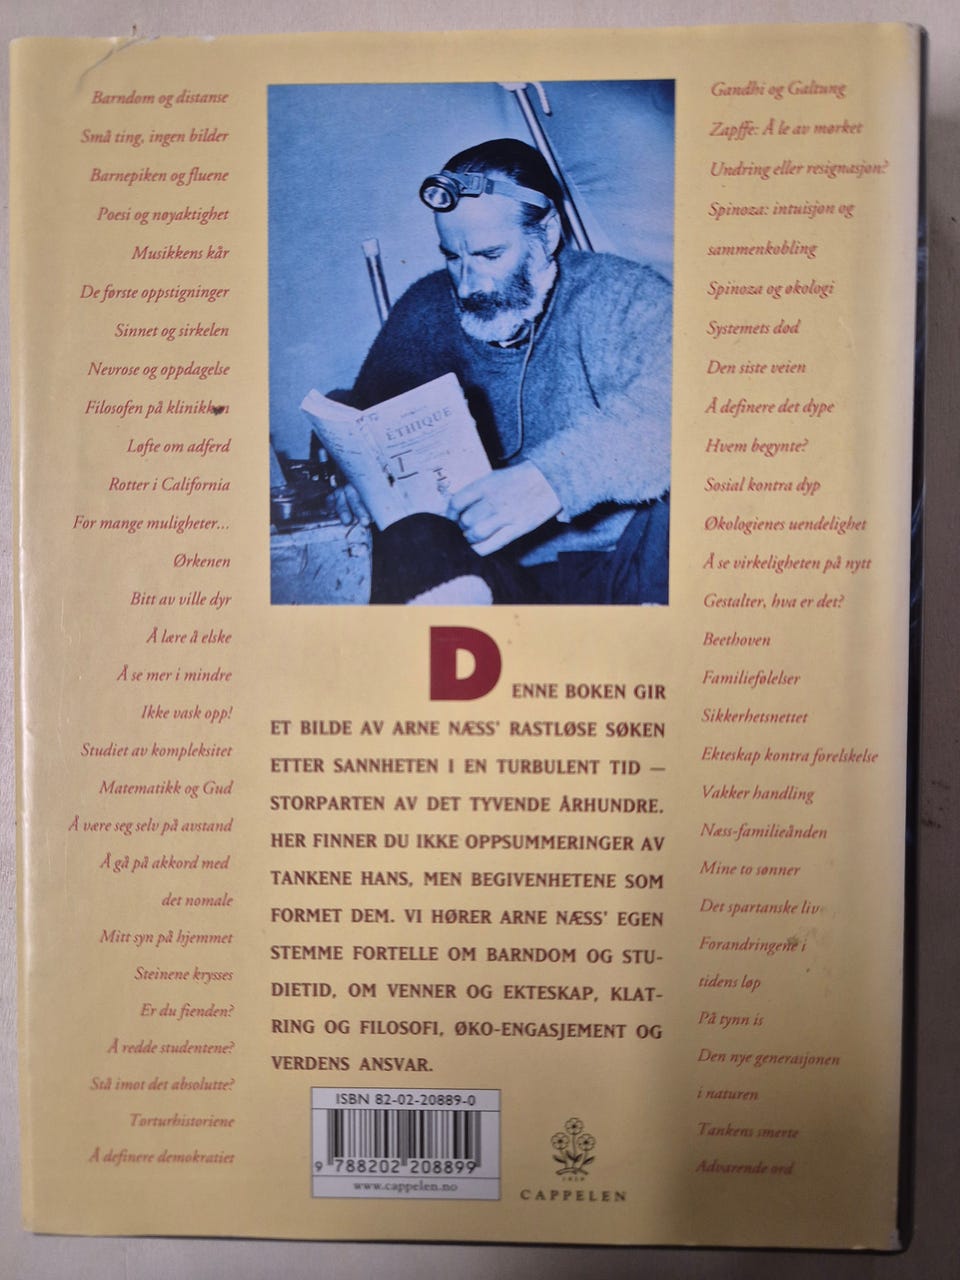 Barndom og distanse
Små ting, ingen bilder
Barnepiken og fluene
Poesi og nøyaktighet
Musikkens kår
De første oppstigninger
Sinnet og sirkelen
Nevrose og oppdagelse
Filosofen på klinikken
Løfte om adferd
Rotter i California
For mange muligheter...
Ørkenen
Bitt av ville dyr
Å lære å elske
Å se mer i mindre
Ikke vask opp!
Studiet av kompleksitet
Matematikk og Gud
Å være seg selv på avstand
Å gå på akkord med
det nomale
Mitt syn på hjemmet
Steinene krysses
Er du fienden?
Å redde studentene?
Stå imot det absolutte?
Torturhistoriene
Å definere demokratiet
ÉTHIQUE
DENNE BOKEN GIR
ET BILDE AV ARNE NÆSS' RASTLØSE SØKEN
ETTER SANNHETEN I EN TURBULENT TID –
STORPARTEN AV DET TYVENDE ÅRHUNDRE.
HER FINNER DU IKKE OPPSUMMERINGER AV
TANKENE HANS, MEN BEGIVENHETENE SOM
FORMET DEM. VI HØRER ARNE NÆSS' EGEN
STEMME FORTELLE OM BARNDOM OG STU-
DIETID, OM VENNER OG EKTESKAP, KLAT-
RING OG FILOSOFI, ØKO-ENGASJEMENT OG
VERDENS ANSVAR.
ISBN 82-02-20889-0
9 788202 208899
www.cappelen.no
1829
CAPPELEN
Gandhi og Galtung
Zapffe: Å le av mørket
Undring eller resignasjon?
Spinoza: intuisjon og
sammenkobling
Spinoza og økologi
Systemets død
Den siste veien
Å definere det dype
Hvem begynte?
Sosial kontra dyp
Økologienes uendelighet
Å se virkeligheten på nytt
Gestalter, hva er det?
Beethoven
Familiefølelser
Sikkerhetsnettet
Ekteskap kontra forelskelse
Vakker handling
Næss-familieånden
Mine to sønner
Det spartanske liv
Forandringene i
tidens løp
På tynn is
Den nye generasjonen
i naturen
Tankens smerte
Advarende ord